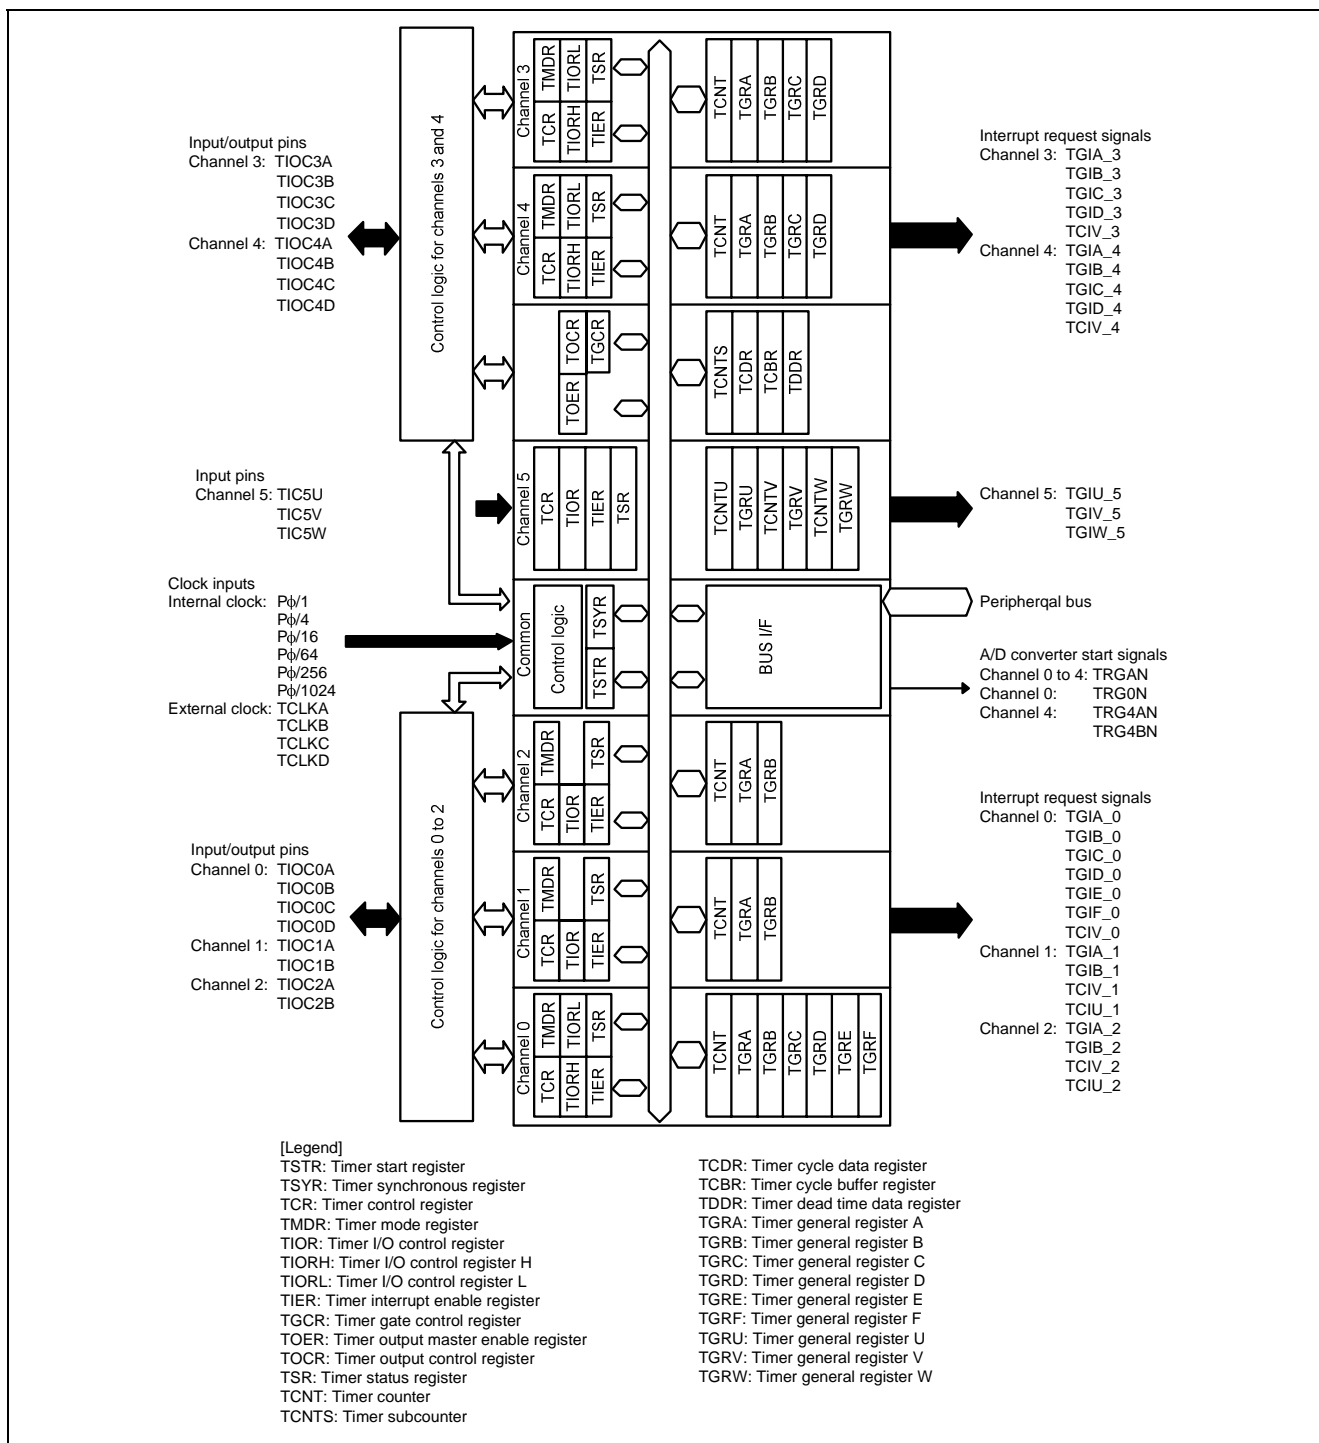 Input/output pins
Channel 3: TIOC3A
TIOC3B
TIOC3C
TIOC3D
Channel 4: TIOC4A
TIOC4B
TIOC4C
TIOC4D
Input pins
Channel 5: TIC5U
TIC5V
TIC5W
Clock inputs
Internal clock: Pϕ/1
Pϕ/4
Pϕ/16
Pϕ/64
Pϕ/256
Pϕ/1024
External clock: TCLKA
TCLKB
TCLKC
TCLKD
Input/output pins
Channel 0: TIOC0A
TIOC0B
TIOC0C
TIOC0D
Channel 1: TIOC1A
TIOC1B
Channel 2: TIOC2A
TIOC2B
Control logic for channels 3 and 4
Control logic for channels 0 to 2
Channel 3
TCR TMDR
TIORH TIORL
TIER TSR
TCNT
TGRA
TGRB
TGRC
TGRD
Channel 4
TCR TMDR
TIORH TIORL
TIER TSR
TCNT
TGRA
TGRB
TGRC
TGRD
TOER TOCR
TGCR
TCNTS
TCDR
TCBR
TDDR
Channel 5
TCR
TIOR
TIER
TSR
TCNTU
TGRU
TCNTV
TGRV
TCNTW
TGRW
Common
Control logic
TSTR TSYR
BUS I/F
Channel 2
TCR TMDR
TIOR
TIER TSR
TCNT
TGRA
TGRB
Channel 1
TCR TMDR
TIOR
TIER TSR
TCNT
TGRA
TGRB
Channel 0
TCR TMDR
TIORH TIORL
TIER TSR
TCNT
TGRA
TGRB
TGRC
TGRD
TGRE
TGRF
Interrupt request signals
Channel 3: TGIA_3
TGIB_3
TGIC_3
TGID_3
TCIV_3
Channel 4: TGIA_4
TGIB_4
TGIC_4
TGID_4
TCIV_4
Channel 5: TGIU_5
TGIV_5
TGIW_5
Peripherqal bus
A/D converter start signals
Channel 0 to 4: TRGAN
Channel 0: TRG0N
Channel 4: TRG4AN
TRG4BN
Interrupt request signals
Channel 0: TGIA_0
TGIB_0
TGIC_0
TGID_0
TGIE_0
TGIF_0
TCIV_0
Channel 1: TGIA_1
TGIB_1
TCIV_1
TCIU_1
Channel 2: TGIA_2
TGIB_2
TCIV_2
TCIU_2
[Legend]
TSTR: Timer start register
TSYR: Timer synchronous register
TCR: Timer control register
TMDR: Timer mode register
TIOR: Timer I/O control register
TIORH: Timer I/O control register H
TIORL: Timer I/O control register L
TIER: Timer interrupt enable register
TGCR: Timer gate control register
TOER: Timer output master enable register
TOCR: Timer output control register
TSR: Timer status register
TCNT: Timer counter
TCNTS: Timer subcounter
TCDR: Timer cycle data register
TCBR: Timer cycle buffer register
TDDR: Timer dead time data register
TGRA: Timer general register A
TGRB: Timer general register B
TGRC: Timer general register C
TGRD: Timer general register D
TGRE: Timer general register E
TGRF: Timer general register F
TGRU: Timer general register U
TGRV: Timer general register V
TGRW: Timer general register W